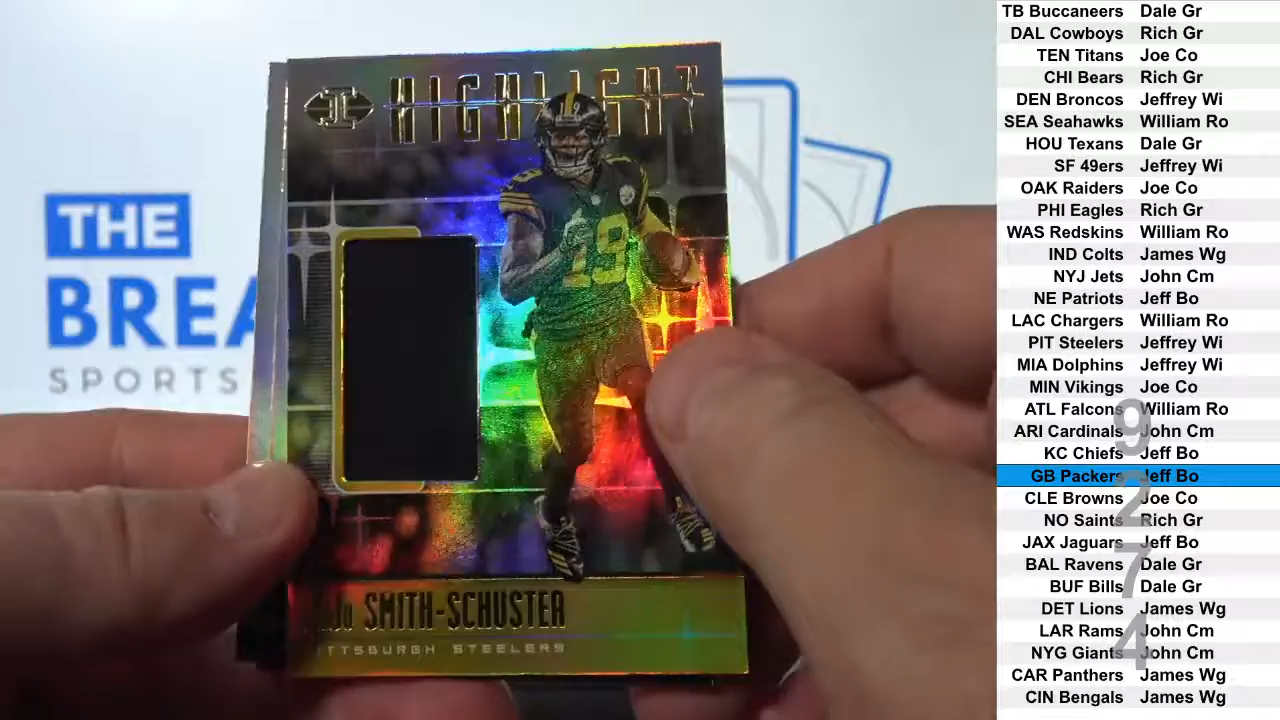 THE
BREA
SPORTS
HIGHLIGHT
19
19
SMITH-SCHUSTER
PITTSBURGH STEELERS
TB Buccaneers Dale Gr
DAL Cowboys Rich Gr
TEN Titans Joe Co
CHI Bears Rich Gr
DEN Broncos Jeffrey Wi
SEA Seahawks William Ro
HOU Texans Dale Gr
SF 49ers Jeffrey Wi
OAK Raiders Joe Co
PHI Eagles Rich Gr
WAS Redskins William Ro
IND Colts James Wg
NYJ Jets John Cm
NE Patriots Jeff Bo
LAC Chargers William Ro
PIT Steelers Jeffrey Wi
MIA Dolphins Jeffrey Wi
MIN Vikings Joe Co
ATL Falcons William Ro
ARI Cardinals John Cm
KC Chiefs Jeff Bo
GB Packers Jeff Bo
CLE Browns Joe Co
NO Saints Rich Gr
JAX Jaguars Jeff Bo
BAL Ravens Dale Gr
BUF Bills Dale Gr
DET Lions James Wg
LAR Rams John Cm
NYG Giants John Cm
CAR Panthers James Wg
CIN Bengals James Wg
9
2
7
4